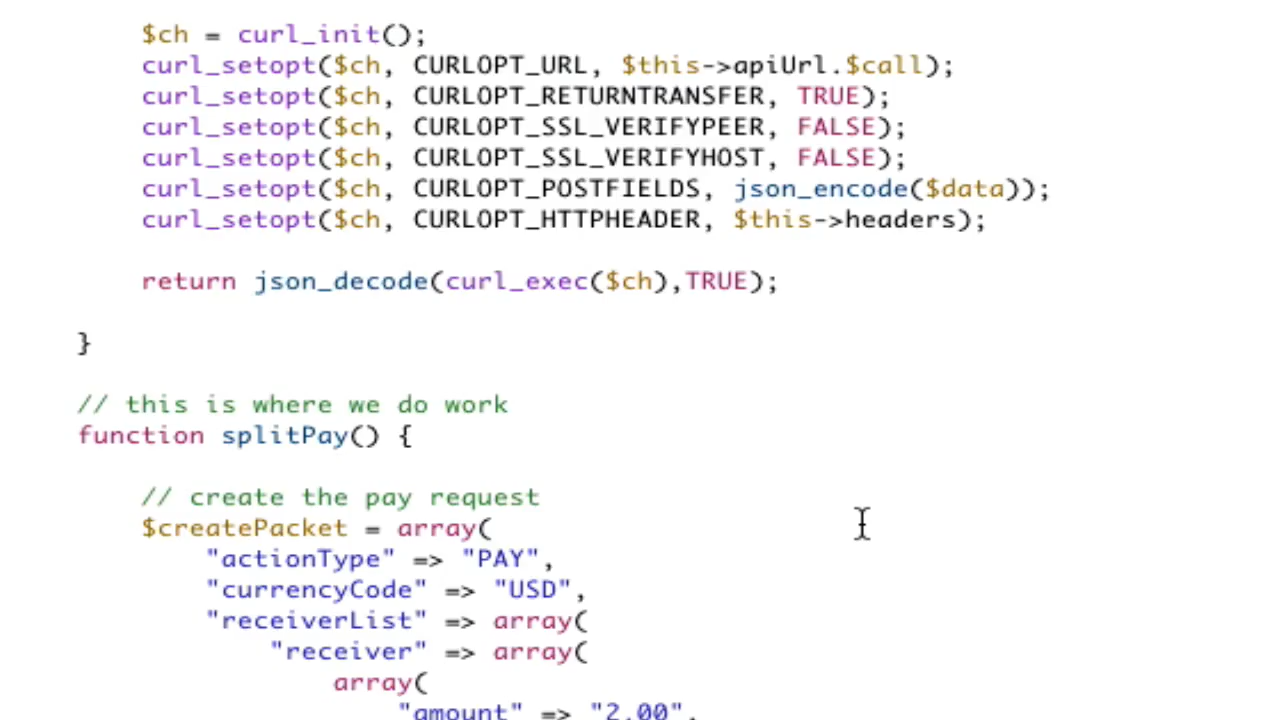 $ch = curl_init();
curl_setopt($ch, CURLOPT_URL, $this->apiUrl.$call);
curl_setopt($ch, CURLOPT_RETURNTRANSFER, TRUE);
curl_setopt($ch, CURLOPT_SSL_VERIFYPEER, FALSE);
curl_setopt($ch, CURLOPT_SSL_VERIFYHOST, FALSE);
curl_setopt($ch, CURLOPT_POSTFIELDS, json_encode($data));
curl_setopt($ch, CURLOPT_HTTPHEADER, $this->headers);
return json_decode(curl_exec($ch),TRUE);
}
// this is where we do work
function splitPay() {
// create the pay request
$createPacket = array(
"actionType" => "PAY",
"currencyCode" => "USD",
"receiverList" => array(
"receiver" => array(
array(
"amount" => "2.00",